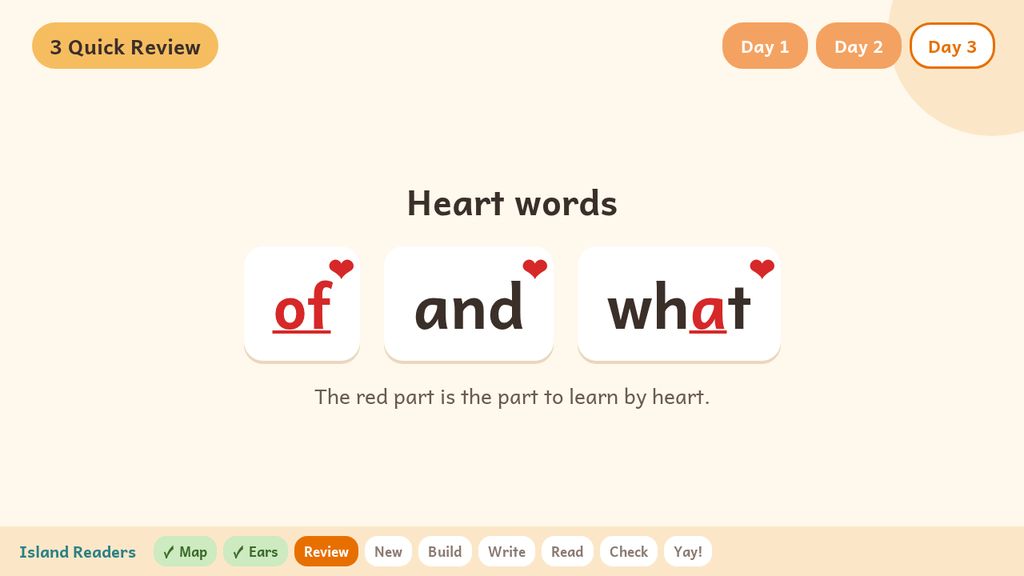 3 Quick Review
Day 1 Day 2 Day 3
Heart words
of and what
The red part is the part to learn by heart.
Island Readers ✓ Map ✓ Ears Review New Build Write Read Check Yay!